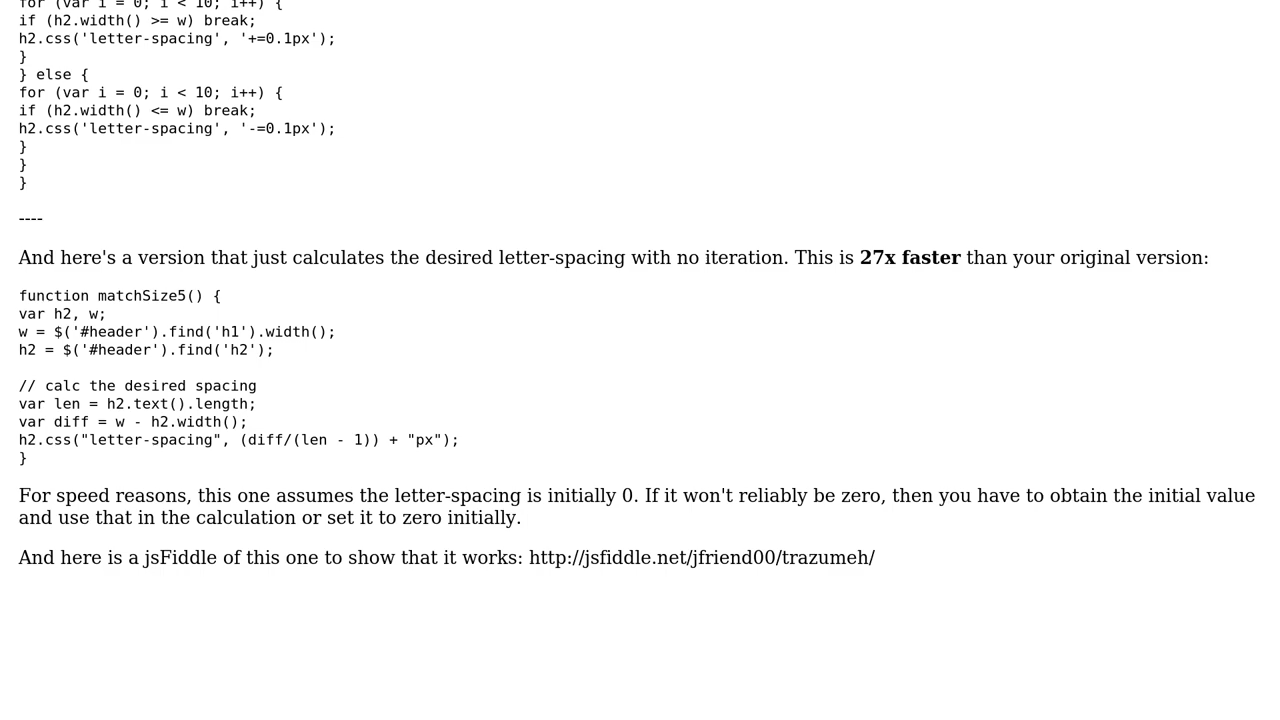 for (var i = 0; i < 10; i++) {
if (h2.width() >= w) break;
h2.css('letter-spacing', '+=0.1px');
}
} else {
for (var i = 0; i < 10; i++) {
if (h2.width() <= w) break;
h2.css('letter-spacing', '-=0.1px');
}
}
}
----
And here's a version that just calculates the desired letter-spacing with no iteration. This is 27x faster than your original version:
function matchSize5() {
var h2, w;
w = $('#header').find('h1').width();
h2 = $('#header').find('h2');
// calc the desired spacing
var len = h2.text().length;
var diff = w - h2.width();
h2.css("letter-spacing", (diff/(len - 1)) + "px");
}
For speed reasons, this one assumes the letter-spacing is initially 0. If it won't reliably be zero, then you have to obtain the initial value
and use that in the calculation or set it to zero initially.
And here is a jsFiddle of this one to show that it works: http://jsfiddle.net/jfriend00/trazumeh/